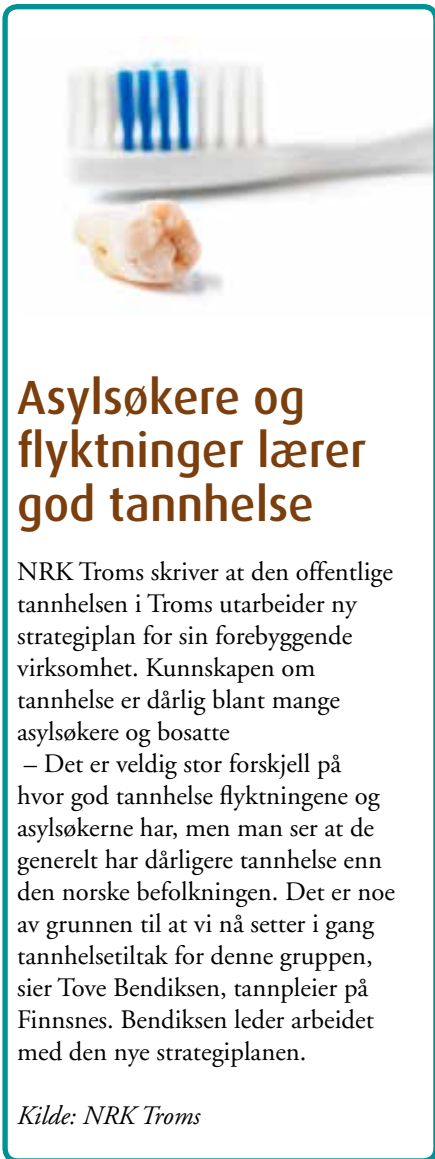 Asylsøkere og
flyktninger lærer
god tannhelse
NRK Troms skriver at den offentlige
tannhelsen i Troms utarbeider ny
strategiplan for sin forebyggende
virksomhet. Kunnskapen om
tannhelse er dårlig blant mange
asylsøkere og bosatte
– Det er veldig stor forskjell på
hvor god tannhelse flyktningene og
asylsøkerne har, men man ser at de
generelt har dårligere tannhelse enn
den norske befolkningen. Det er noe
av grunnen til at vi nå setter i gang
tannhelsetiltak for denne gruppen,
sier Tove Bendiksen, tannpleier på
Finnsnes. Bendiksen leder arbeidet
med den nye strategiplanen.
Kilde: NRK Troms